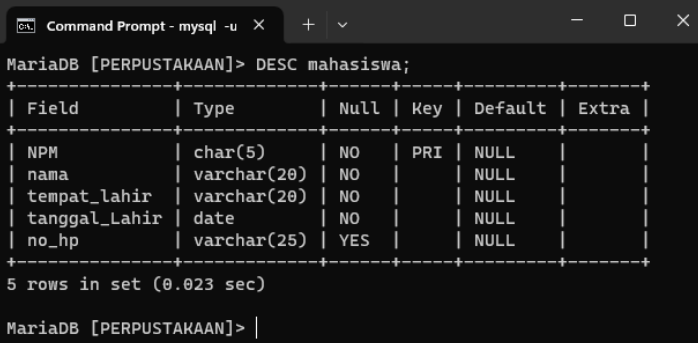 Command Prompt - mysql -u
MariaDB [PERPUSTAKAAN]> DESC mahasiswa;
+---------------+-------------+------+-----+---------+-------+
| Field         | Type        | Null | Key | Default | Extra |
+---------------+-------------+------+-----+---------+-------+
| NPM           | char(5)     | NO   | PRI | NULL    |       |
| nama          | varchar(20) | NO   |     | NULL    |       |
| tempat_lahir  | varchar(20) | NO   |     | NULL    |       |
| tanggal_Lahir | date        | NO   |     | NULL    |       |
| no_hp         | varchar(25) | YES  |     | NULL    |       |
+---------------+-------------+------+-----+---------+-------+
5 rows in set (0.023 sec)
MariaDB [PERPUSTAKAAN]>